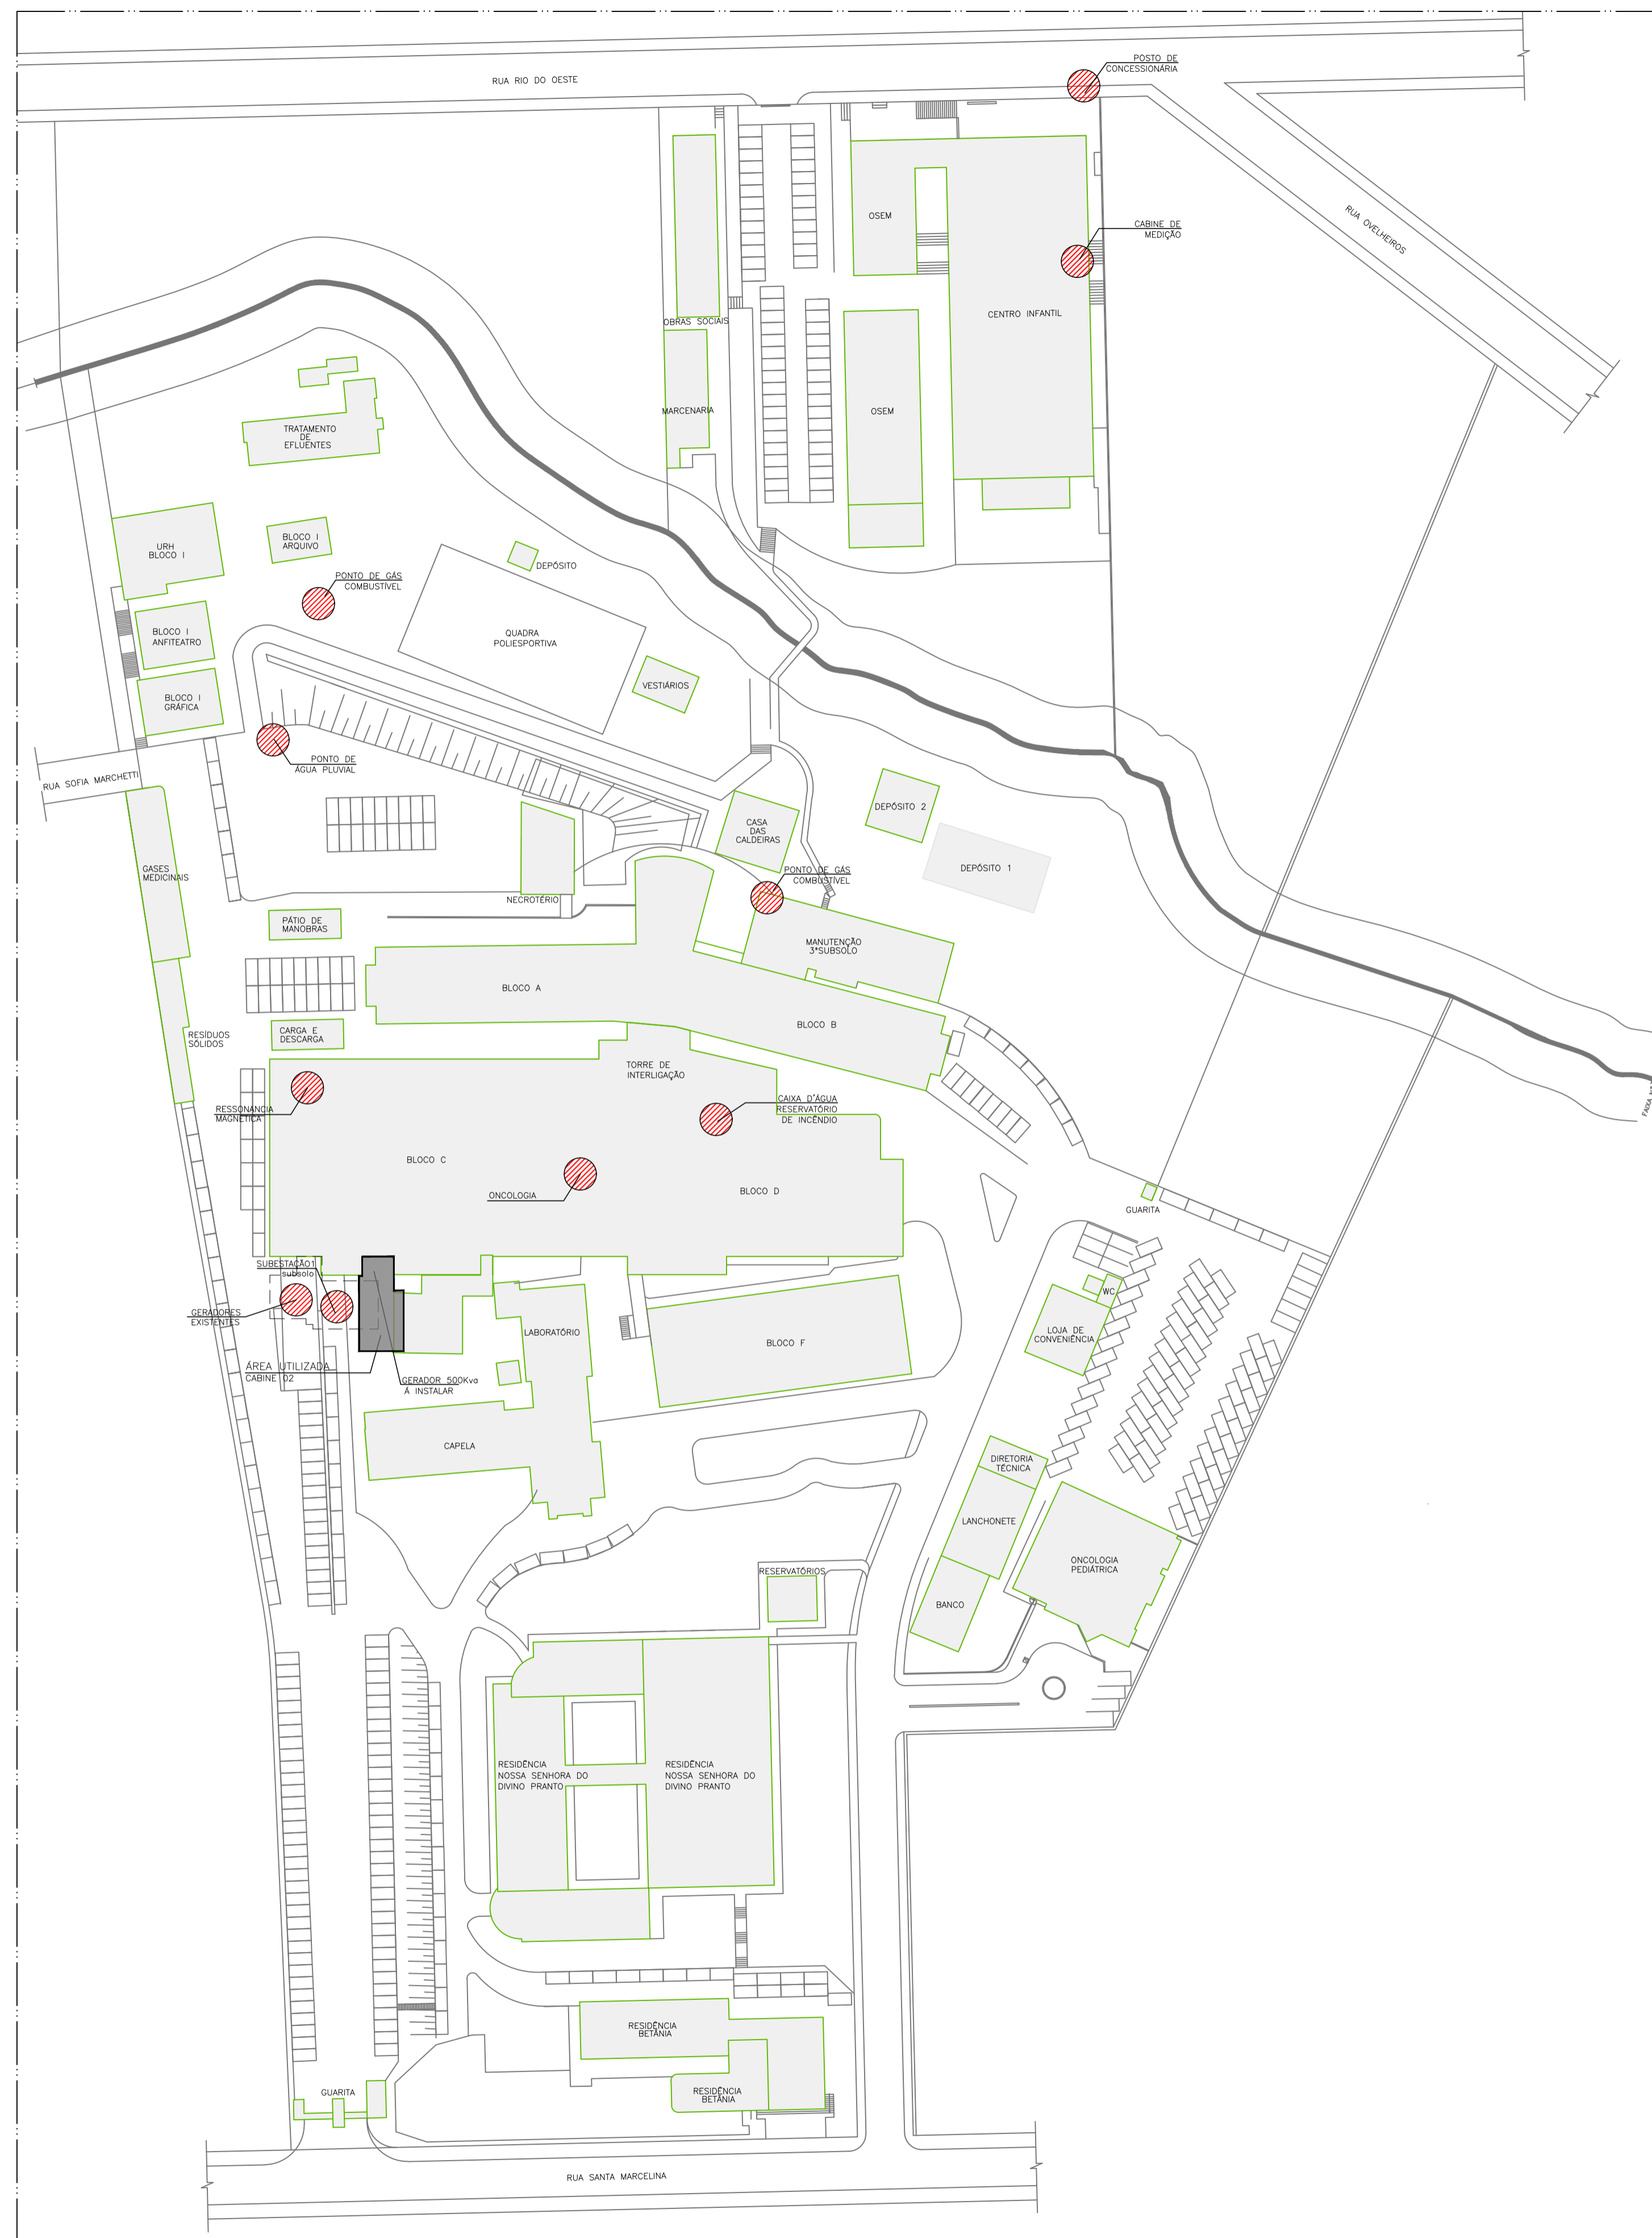 RUA RIO DO OESTE
POSTO DE
CONCESSIONÁRIA
RUA OVELHEIROS
OSEM
CABINE DE
MEDIÇÃO
CENTRO INFANTIL
OBRAS SOCIAIS
MARCENARIA
OSEM
TRATAMENTO
DE
EFLUENTES
URH
BLOCO I
BLOCO I
ARQUIVO
DEPÓSITO
PONTO DE GÁS
COMBUSTÍVEL
BLOCO I
ANFITEATRO
QUADRA
POLIESPORTIVA
VESTIÁRIOS
BLOCO I
GRÁFICA
PONTO DE
ÁGUA PLUVIAL
RUA SOFIA MARCHETTI
DEPÓSITO 2
CASA
DAS
CALDEIRAS
DEPÓSITO 1
GASES
MEDICINAIS
PONTO DE GÁS
COMBUSTÍVEL
NECROTÉRIO
PÁTIO DE
MANOBRAS
MANUTENÇÃO
3ºSUBSOLO
BLOCO A
BLOCO B
RESÍDUOS
SÓLIDOS
CARGA E
DESCARGA
TORRE DE
INTERLIGAÇÃO
RESSONANCIA
MAGNÉTICA
CAIXA D'ÁGUA
RESERVATÓRIO
DE INCÊNDIO
BLOCO C
ONCOLOGIA
BLOCO D
GUARITA
SUBESTAÇÃO1
subsolo
GERADORES
EXISTENTES
WC
LABORATÓRIO
LOJA DE
CONVENIÊNCIA
BLOCO F
ÁREA UTILIZADA
CABINE 02
GERADOR 500Kva
Á INSTALAR
CAPELA
DIRETORIA
TÉCNICA
LANCHONETE
ONCOLOGIA
PEDIÁTRICA
RESERVATÓRIOS
BANCO
RESIDÊNCIA
NOSSA SENHORA DO
DIVINO PRANTO
RESIDÊNCIA
NOSSA SENHORA DO
DIVINO PRANTO
RESIDÊNCIA
BETÂNIA
RESIDÊNCIA
BETÂNIA
GUARITA
RUA SANTA MARCELINA